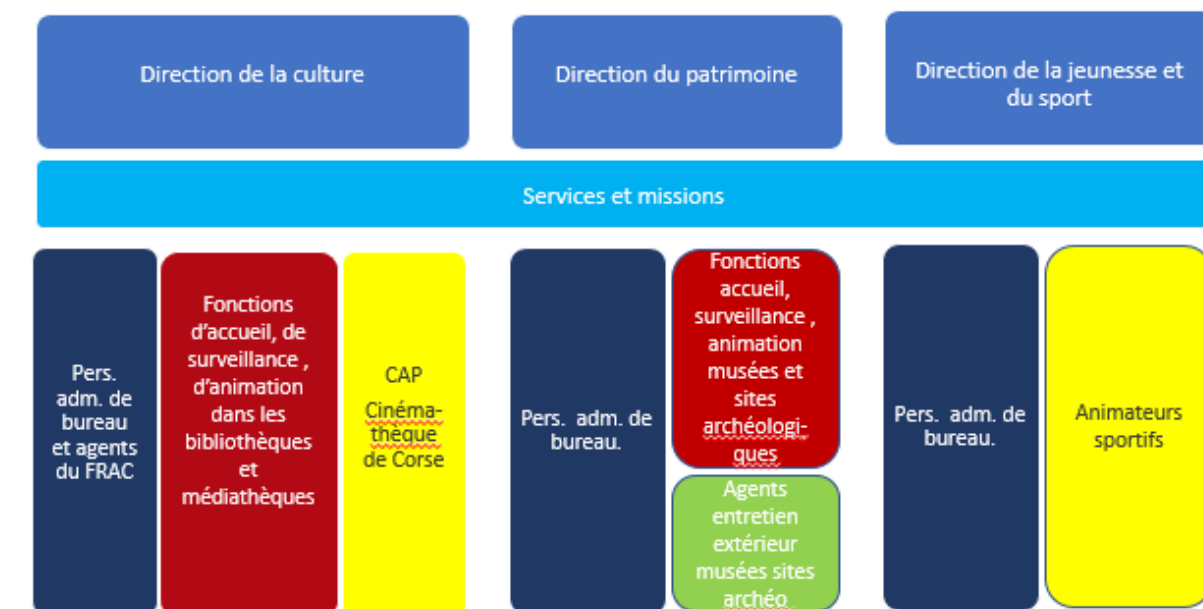 Direction de la culture
Direction du patrimoine
Direction de la jeunesse et
du sport
Services et missions
Pers.
adm. de
bureau
et agents
du FRAC
Fonctions
d'accueil, de
surveillance ,
d'animation
dans les
bibliothèques
et
médiathèques
CAP
Cinéma-
thèque
de Corse
Pers. adm. de
bureau.
Fonctions
accueil,
surveillance ,
animation
musées et
sites
archéologi-
ques
Agents
entretien
extérieur
musées sites
archéo
Pers. adm. de
bureau.
Animateurs
sportifs